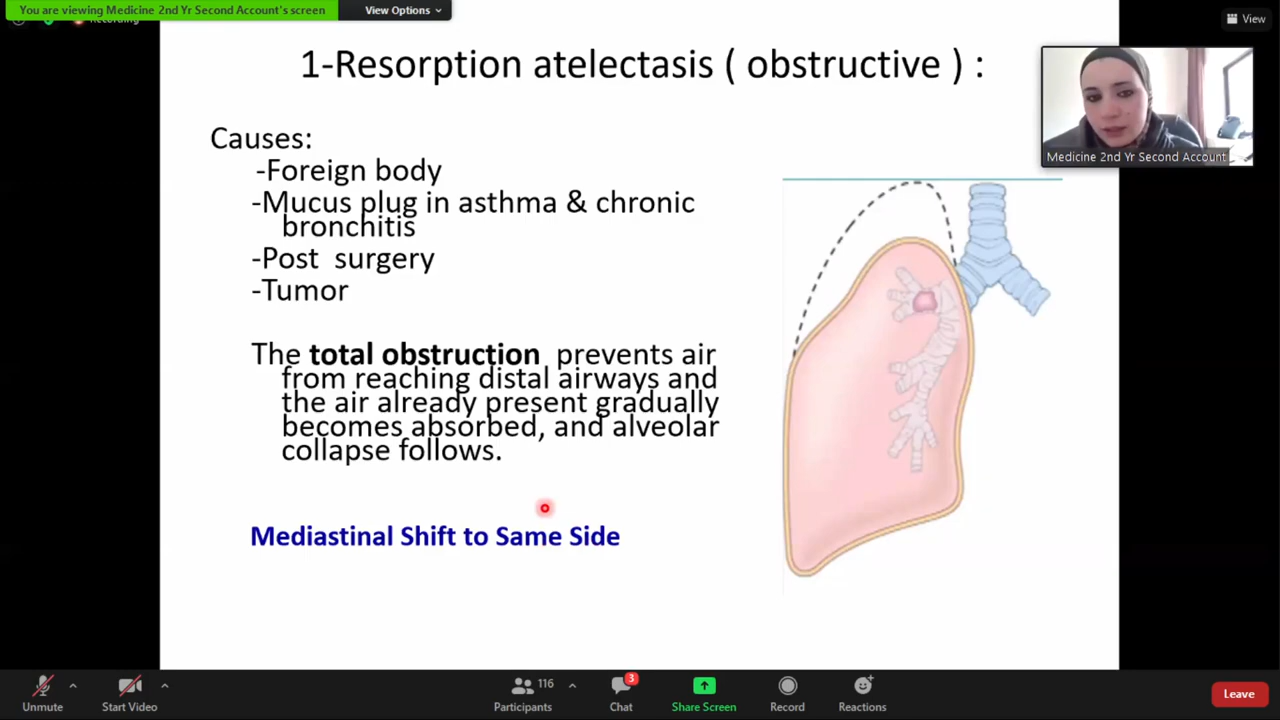 You are viewing Medicine 2nd Yr Second Account's screen
View Options
Recording
View
1-Resorption atelectasis ( obstructive ) :
Medicine 2nd Yr Second Account
Causes:
-Foreign body
-Mucus plug in asthma & chronic
bronchitis
-Post surgery
-Tumor
The total obstruction prevents air
from reaching distal airways and
the air already present gradually
becomes absorbed, and alveolar
collapse follows.
Mediastinal Shift to Same Side
Unmute
Start Video
116
Participants
3
Chat
Share Screen
Record
Reactions
Leave